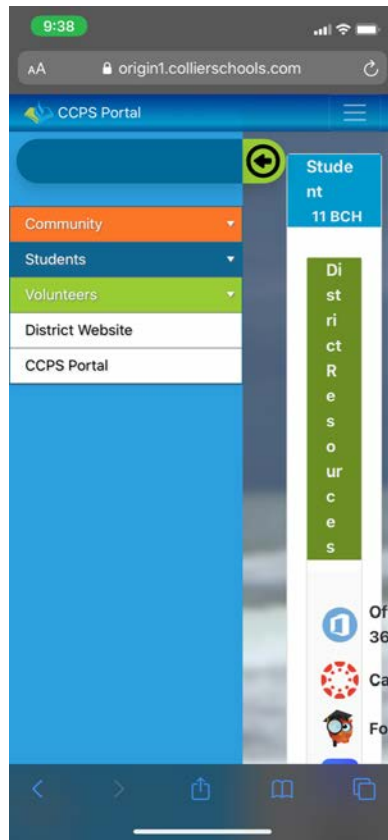 9:38
AA
origin1.collierschools.com
CCPS Portal
Community
Students
Volunteers
District Website
CCPS Portal
Stude
nt
11 BCH
Di
st
ri
ct
R
e
s
o
ur
c
e
s
Of
36
Ca
Fo